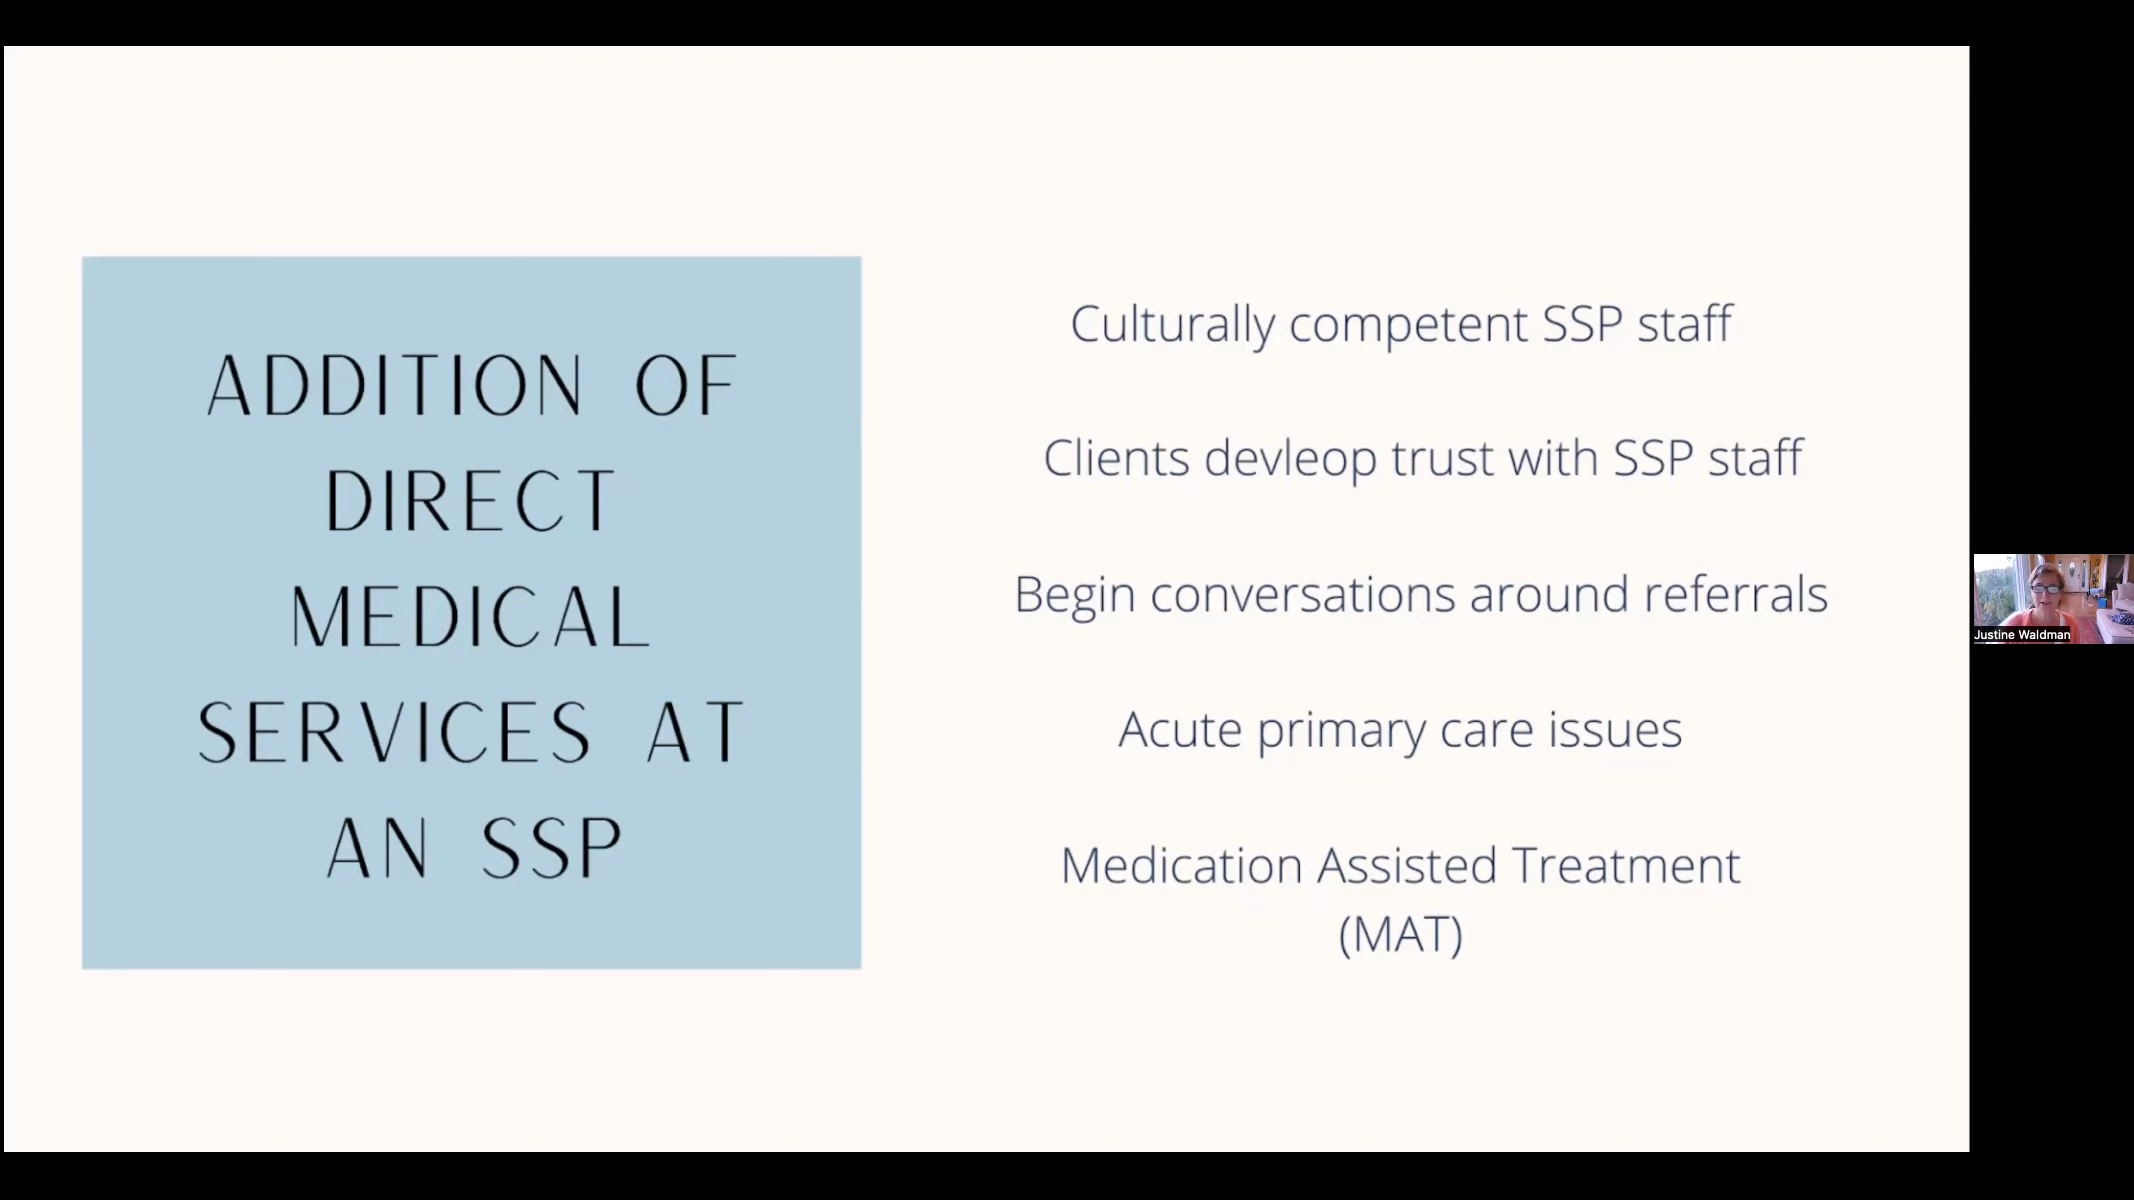 ADDITION OF
DIRECT
MEDICAL
SERVICES AT
AN SSP
Culturally competent SSP staff
Clients devleop trust with SSP staff
Begin conversations around referrals
Acute primary care issues
Medication Assisted Treatment
(MAT)
Justine Waldman